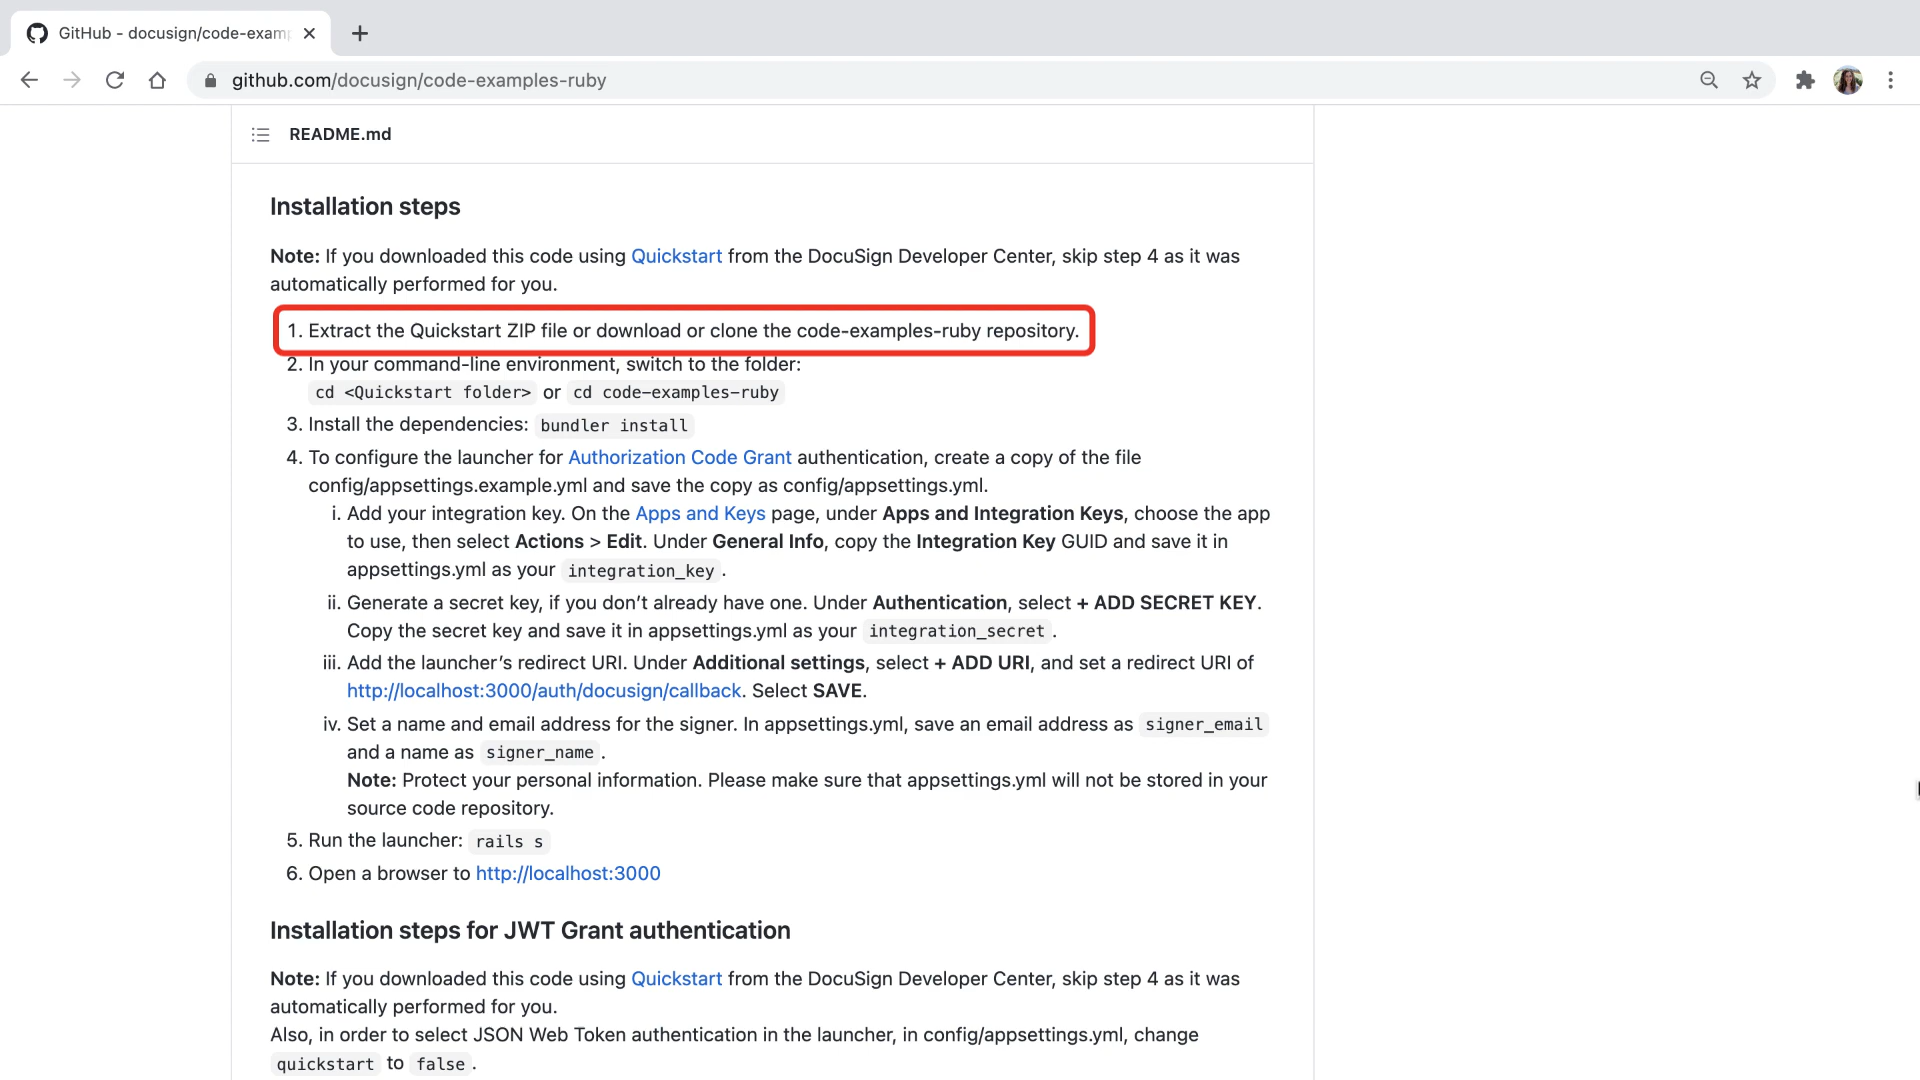 GitHub - docusign/code-exam
github.com/docusign/code-examples-ruby
README.md
Installation steps
Note: If you downloaded this code using Quickstart from the DocuSign Developer Center, skip step 4 as it was
automatically performed for you.
1. Extract the Quickstart ZIP file or download or clone the code-examples-ruby repository.
2. In your command-line environment, switch to the folder:
cd <Quickstart folder> or cd code-examples-ruby
3. Install the dependencies: bundler install
4. To configure the launcher for Authorization Code Grant authentication, create a copy of the file
config/appsettings.example.yml and save the copy as config/appsettings.yml.
i. Add your integration key. On the Apps and Keys page, under Apps and Integration Keys, choose the app
to use, then select Actions > Edit. Under General Info, copy the Integration Key GUID and save it in
appsettings.yml as your integration_key.
ii. Generate a secret key, if you don’t already have one. Under Authentication, select + ADD SECRET KEY.
Copy the secret key and save it in appsettings.yml as your integration_secret.
iii. Add the launcher’s redirect URI. Under Additional settings, select + ADD URI, and set a redirect URI of
http://localhost:3000/auth/docusign/callback. Select SAVE.
iv. Set a name and email address for the signer. In appsettings.yml, save an email address as signer_email
and a name as signer_name.
Note: Protect your personal information. Please make sure that appsettings.yml will not be stored in your
source code repository.
5. Run the launcher: rails s
6. Open a browser to http://localhost:3000
Installation steps for JWT Grant authentication
Note: If you downloaded this code using Quickstart from the DocuSign Developer Center, skip step 4 as it was
automatically performed for you.
Also, in order to select JSON Web Token authentication in the launcher, in config/appsettings.yml, change
quickstart to false.